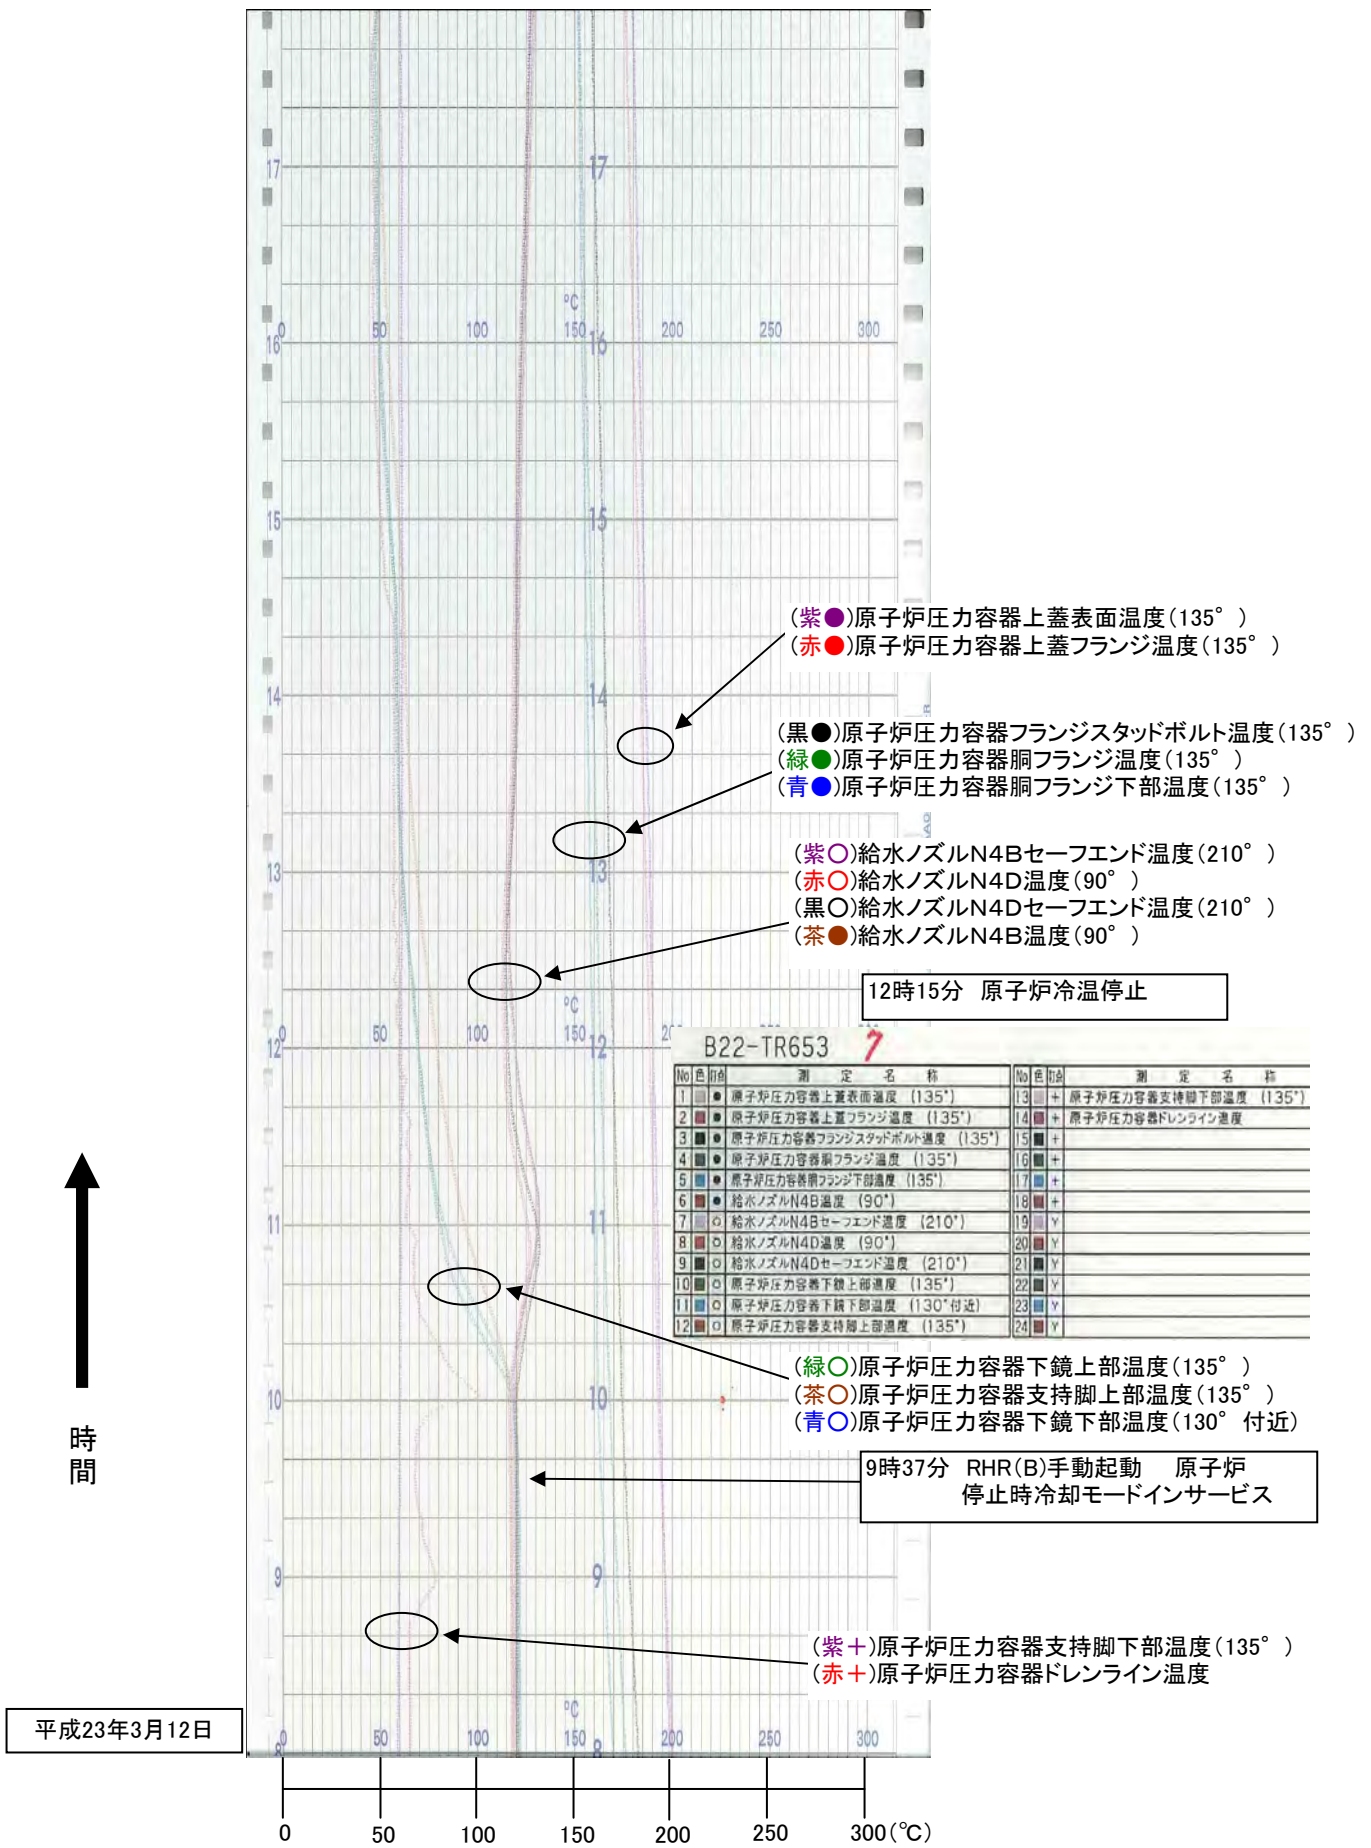 17
17
℃
0 50 100 150 200 250 300
16
16
15
15
(紫●)原子炉圧力容器上蓋表面温度(135°)
(赤●)原子炉圧力容器上蓋フランジ温度(135°)
14
14
(黒●)原子炉圧力容器フランジスタッドボルト温度(135°)
(緑●)原子炉圧力容器胴フランジ温度(135°)
(青●)原子炉圧力容器胴フランジ下部温度(135°)
13
13
(紫○)給水ノズルN4Bセーフエンド温度(210°)
(赤○)給水ノズルN4D温度(90°)
(黒○)給水ノズルN4Dセーフエンド温度(210°)
(茶●)給水ノズルN4B温度(90°)
12時15分 原子炉冷温停止
℃
0 50 100 150
12
12
B22-TR653 7
No 色 打点 測定名称
1 ● 原子炉圧力容器上蓋表面温度 (135°)
2 ● 原子炉圧力容器上蓋フランジ温度 (135°)
3 ● 原子炉圧力容器フランジスタッドボルト温度 (135°)
4 ● 原子炉圧力容器胴フランジ温度 (135°)
5 ● 原子炉圧力容器胴フランジ下部温度 (135°)
6 ● 給水ノズルN4B温度 (90°)
7 ○ 給水ノズルN4Bセーフエンド温度 (210°)
8 ○ 給水ノズルN4D温度 (90°)
9 ○ 給水ノズルN4Dセーフエンド温度 (210°)
10 ○ 原子炉圧力容器下鏡上部温度 (135°)
11 ○ 原子炉圧力容器下鏡下部温度 (130°付近)
12 ○ 原子炉圧力容器支持脚上部温度 (135°)
No 色 打点 測定名称
13 + 原子炉圧力容器支持脚下部温度 (135°)
14 + 原子炉圧力容器ドレンライン温度
15 +
16 +
17 +
18 +
19 Y
20 Y
21 Y
22 Y
23 Y
24 Y
11
11
(緑○)原子炉圧力容器下鏡上部温度(135°)
(茶○)原子炉圧力容器支持脚上部温度(135°)
(青○)原子炉圧力容器下鏡下部温度(130°付近)
10
10
時間
9時37分 RHR(B)手動起動 原子炉
停止時冷却モードインサービス
9
9
(紫+)原子炉圧力容器支持脚下部温度(135°)
(赤+)原子炉圧力容器ドレンライン温度
平成23年3月12日
℃
0 50 100 150 200 250 300
8
8
0 50 100 150 200 250 300(℃)